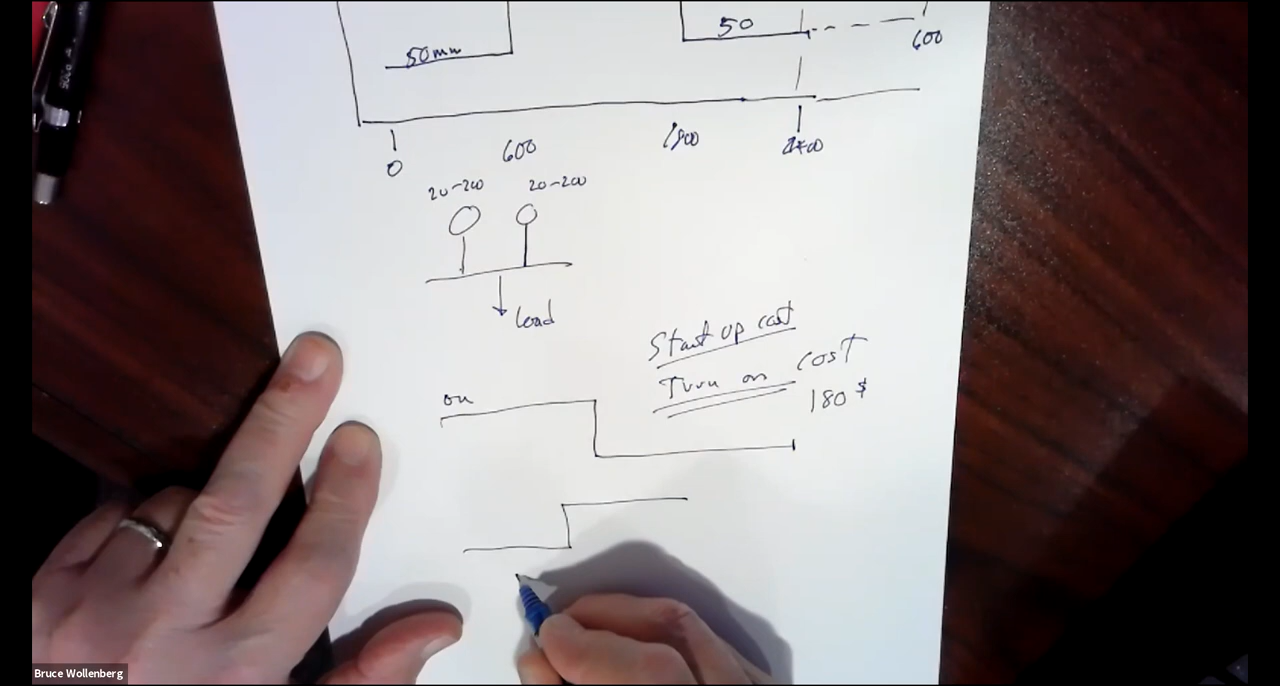 50mw
50
600
0
600
1800
2400
20-200
20-200
load
Start up cost
Turn on cost
180 $
on
Bruce Wollenberg